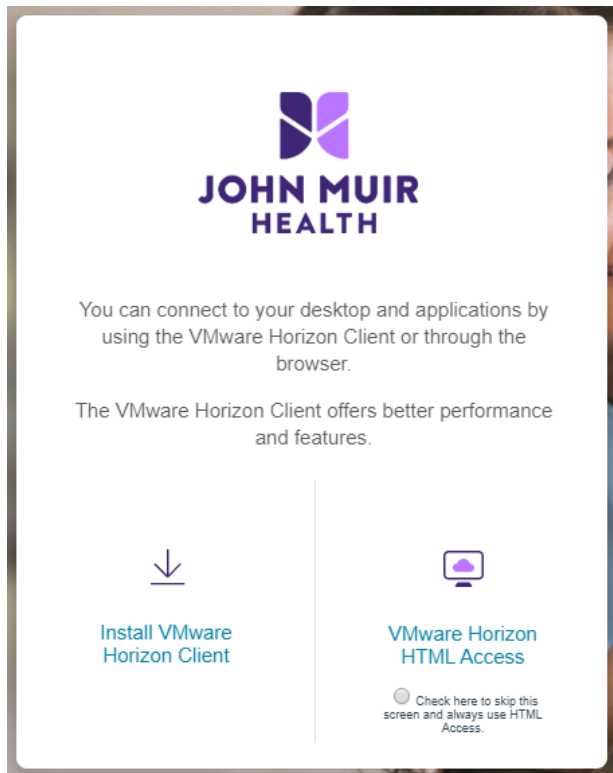 JOHN MUIR
HEALTH
You can connect to your desktop and applications by
using the VMware Horizon Client or through the
browser.
The VMware Horizon Client offers better performance
and features.
Install VMware
Horizon Client
VMware Horizon
HTML Access
Check here to skip this
screen and always use HTML
Access.